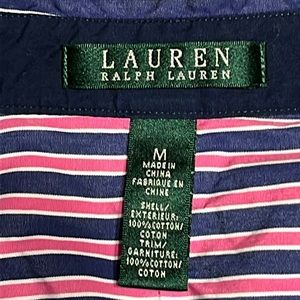 LAUREN
RALPH LAUREN
M
MADE IN
CHINA
FABRIQUE EN
CHINE
SHELL/
EXTERIEUR:
100%COTTON/
COTON
TRIM/
GARNITURE:
100%COTTON/
COTON